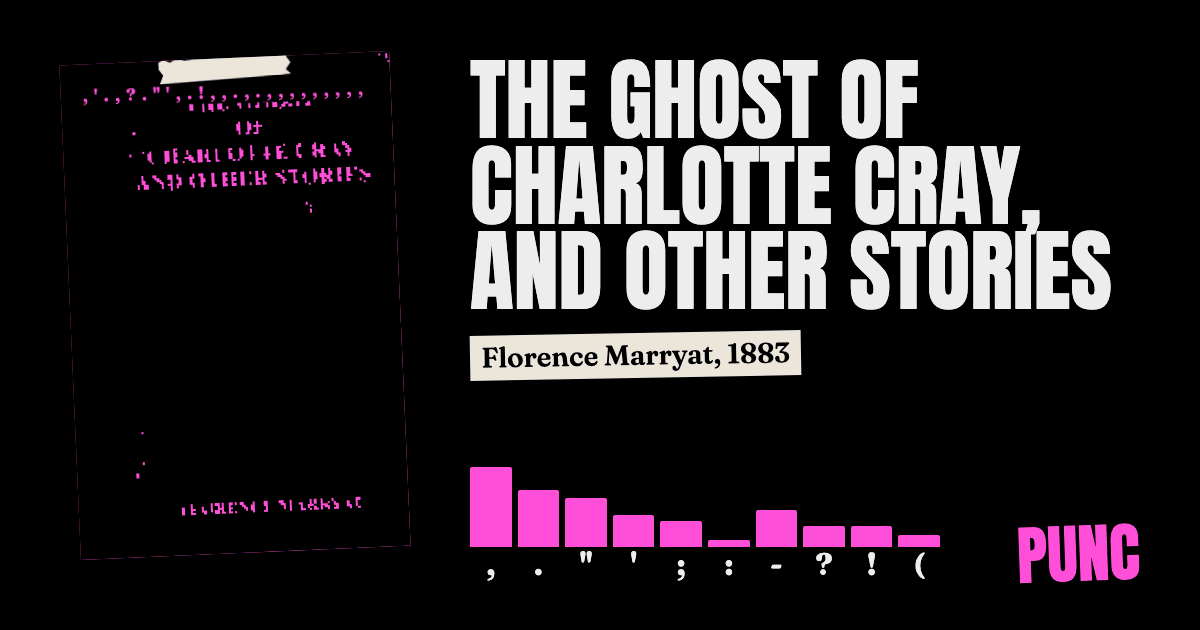 ,'.,?."',.!,,.,.,,,,,,,,,,,
THE GHOST OF
CHARLOTTE CRAY,
AND OTHER STORIES
Florence Marryat, 1883
, . " ' ; : - ? ! (
PUNC